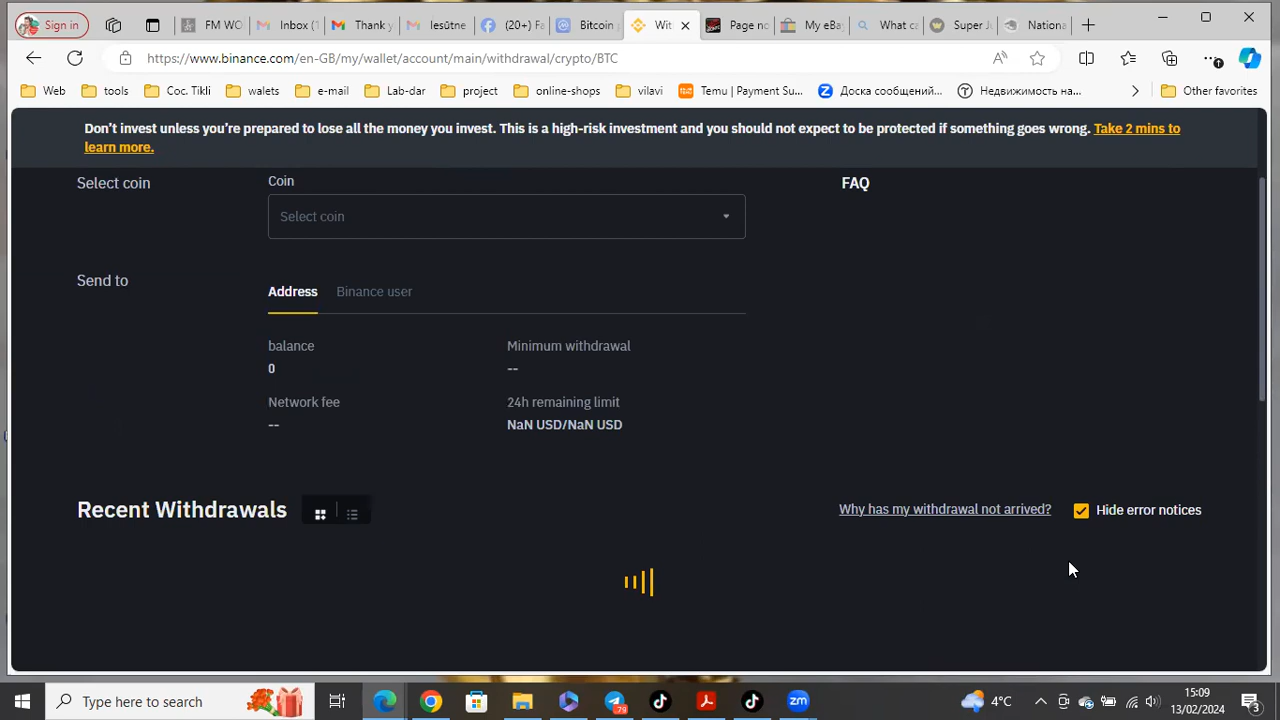 Sign in
FM WO
Inbox (1
Thank y
Iesūtne
(20+) Fa
Bitcoin
Wit
Page no
My eBa
What ca
Super Ju
Nationa
https://www.binance.com/en-GB/my/wallet/account/main/withdrawal/crypto/BTC
Web
tools
Coc. Tikli
walets
e-mail
Lab-dar
project
online-shops
vilavi
Temu | Payment Su...
Доска сообщений...
Недвижимость на...
Other favorites
Don't invest unless you're prepared to lose all the money you invest. This is a high-risk investment and you should not expect to be protected if something goes wrong. Take 2 mins to
learn more.
Select coin
Coin
FAQ
Select coin
Send to
Address
Binance user
balance
Minimum withdrawal
0
--
Network fee
24h remaining limit
--
NaN USD/NaN USD
Recent Withdrawals
Why has my withdrawal not arrived?
Hide error notices
Type here to search
79
zm
4°C
15:09
13/02/2024
3